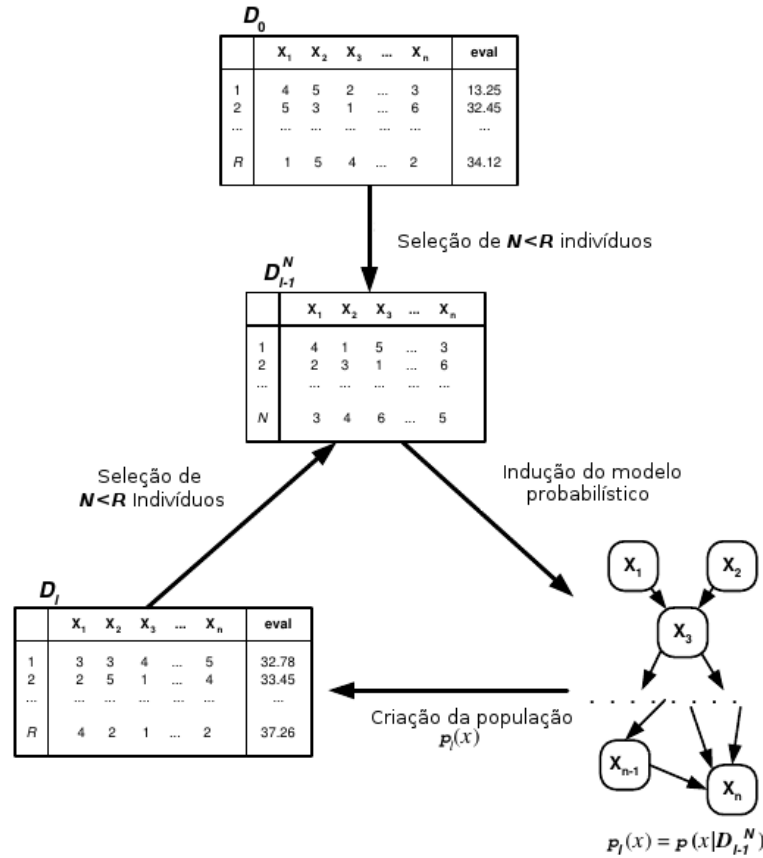 D0
X1 X2 X3 ... Xn eval
1 4 5 2 ... 3 13.25
2 5 3 1 ... 6 32.45
... ... ... ... ... ... ...
R 1 5 4 ... 2 34.12
Seleção de N<R indivíduos
Dl-1N
X1 X2 X3 ... Xn
1 4 1 5 ... 3
2 2 3 1 ... 6
... ... ... ... ... ...
N 3 4 6 ... 5
Seleção de
N<R Indivíduos
Indução do modelo
probabilístico
Dl
X1 X2 X3 ... Xn eval
1 3 3 4 ... 5 32.78
2 2 5 1 ... 4 33.45
... ... ... ... ... ... ...
R 4 2 1 ... 2 37.26
Criação da população
pl(x)
X1 X2
X3
. . . . . . . .
Xn-1
Xn
pl(x) = p(x|Dl-1N)